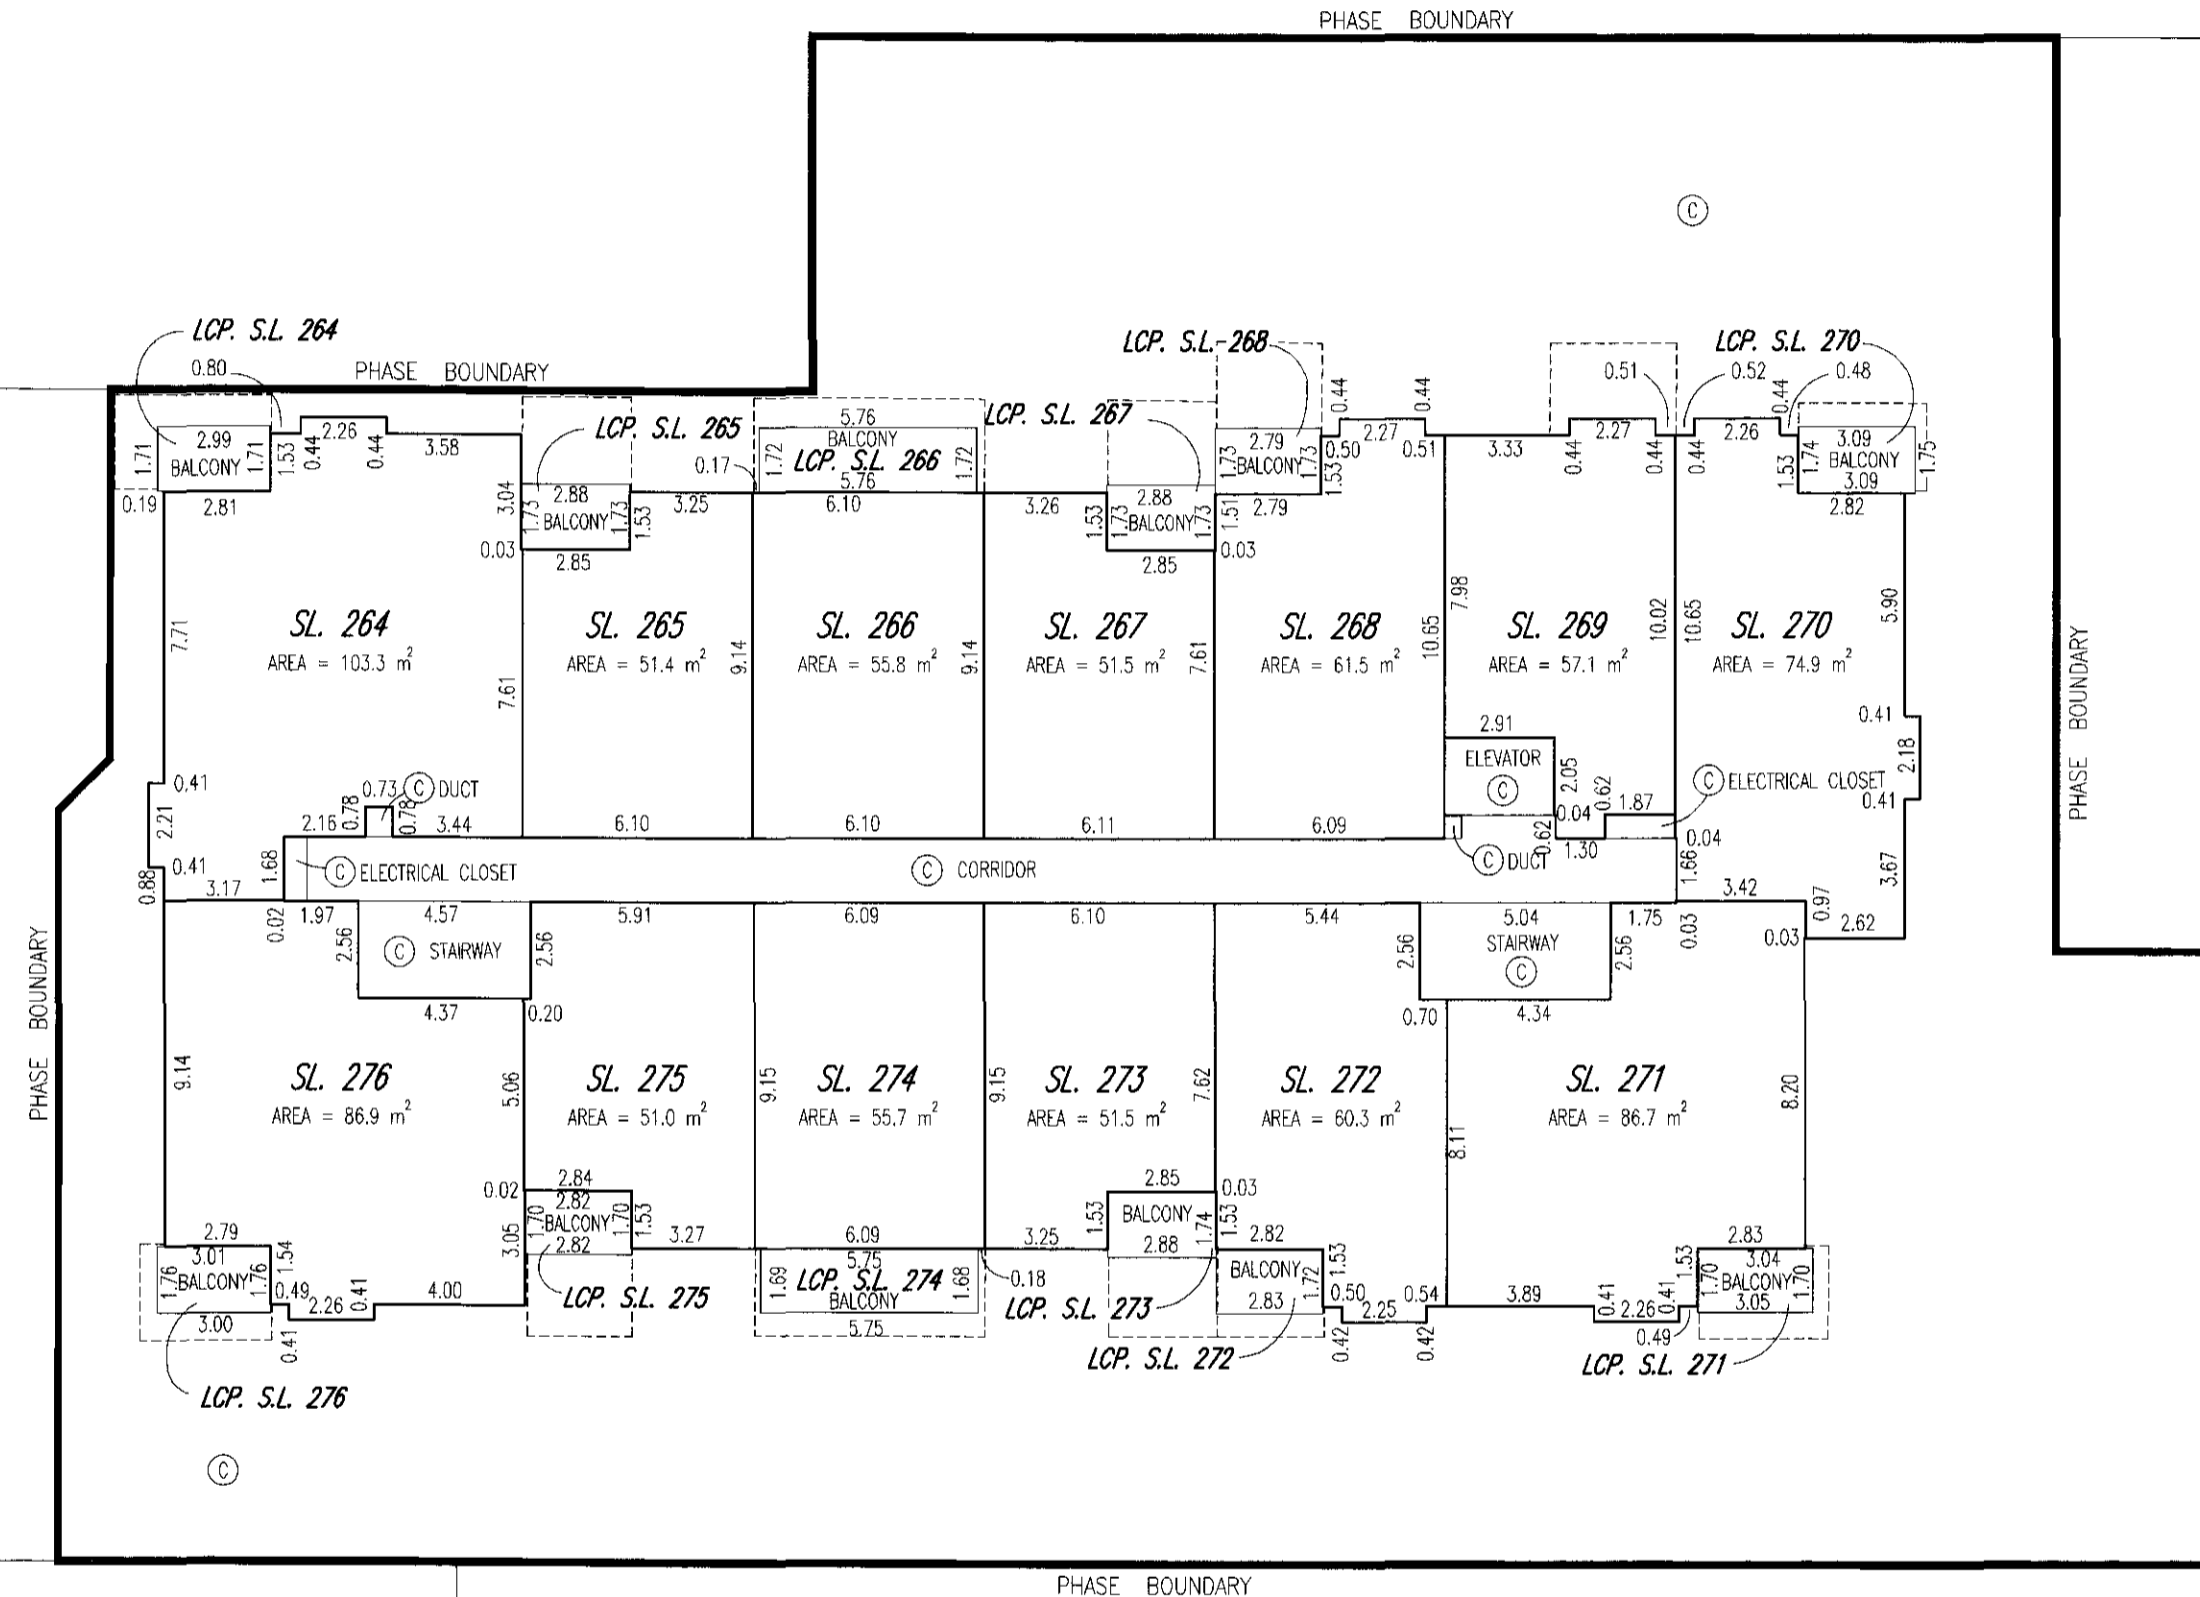 PHASE BOUNDARY
C
LCP. S.L. 264
0.80
PHASE BOUNDARY
LCP. S.L. 268
LCP. S.L. 270
0.51
0.52
0.44
0.48
0.44
0.44
LCP. S.L. 265
5.76
BALCONY
LCP. S.L. 266
5.76
1.72
1.72
0.17
LCP. S.L. 267
1.71
2.99
BALCONY
1.71
1.53
0.44
2.26
0.44
3.58
0.19
2.81
3.04
1.73
2.88
BALCONY
1.73
1.53
3.25
0.03
2.85
6.10
3.26
1.53
1.73
2.88
BALCONY
1.73
1.51
2.85
0.03
1.73
2.79
BALCONY
1.73
1.53
2.79
0.50
2.27
0.51
3.33
0.44
2.27
0.44
0.44
2.26
1.53
1.74
3.09
BALCONY
3.09
1.75
2.82
7.71
SL. 264
AREA = 103.3 m²
7.61
SL. 265
AREA = 51.4 m²
9.14
SL. 266
AREA = 55.8 m²
9.14
SL. 267
AREA = 51.5 m²
7.61
SL. 268
AREA = 61.5 m²
10.65
7.98
SL. 269
AREA = 57.1 m²
10.02
10.65
SL. 270
AREA = 74.9 m²
5.90
PHASE BOUNDARY
0.41
2.18
0.41
2.91
ELEVATOR
C
2.05
0.62
0.04
1.87
C ELECTRICAL CLOSET
0.41
2.21
0.41
0.88
0.73
C DUCT
2.16
0.78
0.78
3.44
6.10
6.10
6.11
6.09
0.62
1.30
0.04
C DUCT
1.66
3.42
3.67
3.17
1.68
C ELECTRICAL CLOSET
C CORRIDOR
0.02
1.97
4.57
5.91
6.09
6.10
5.44
5.04
1.75
0.03
0.97
0.03
2.62
2.56
C STAIRWAY
2.56
2.56
STAIRWAY
C
2.56
4.37
0.20
0.70
4.34
PHASE BOUNDARY
9.14
SL. 276
AREA = 86.9 m²
5.06
SL. 275
AREA = 51.0 m²
9.15
SL. 274
AREA = 55.7 m²
9.15
SL. 273
AREA = 51.5 m²
7.62
SL. 272
AREA = 60.3 m²
8.11
SL. 271
AREA = 86.7 m²
8.20
2.79
3.01
1.76
BALCONY
1.76
1.54
3.00
0.49
0.41
2.26
0.41
4.00
0.02
3.05
2.84
2.82
1.70
BALCONY
1.70
2.82
1.53
3.27
6.09
5.75
1.69
LCP. S.L. 274
1.68
BALCONY
5.75
0.18
3.25
1.53
2.85
BALCONY
1.74
2.88
0.03
1.53
2.82
BALCONY
1.72
2.83
1.53
0.50
0.42
2.25
0.54
0.42
3.89
0.41
2.26
0.41
0.49
1.53
2.83
3.04
1.70
BALCONY
1.70
3.05
LCP. S.L. 275
LCP. S.L. 273
LCP. S.L. 272
LCP. S.L. 271
LCP. S.L. 276
C
PHASE BOUNDARY